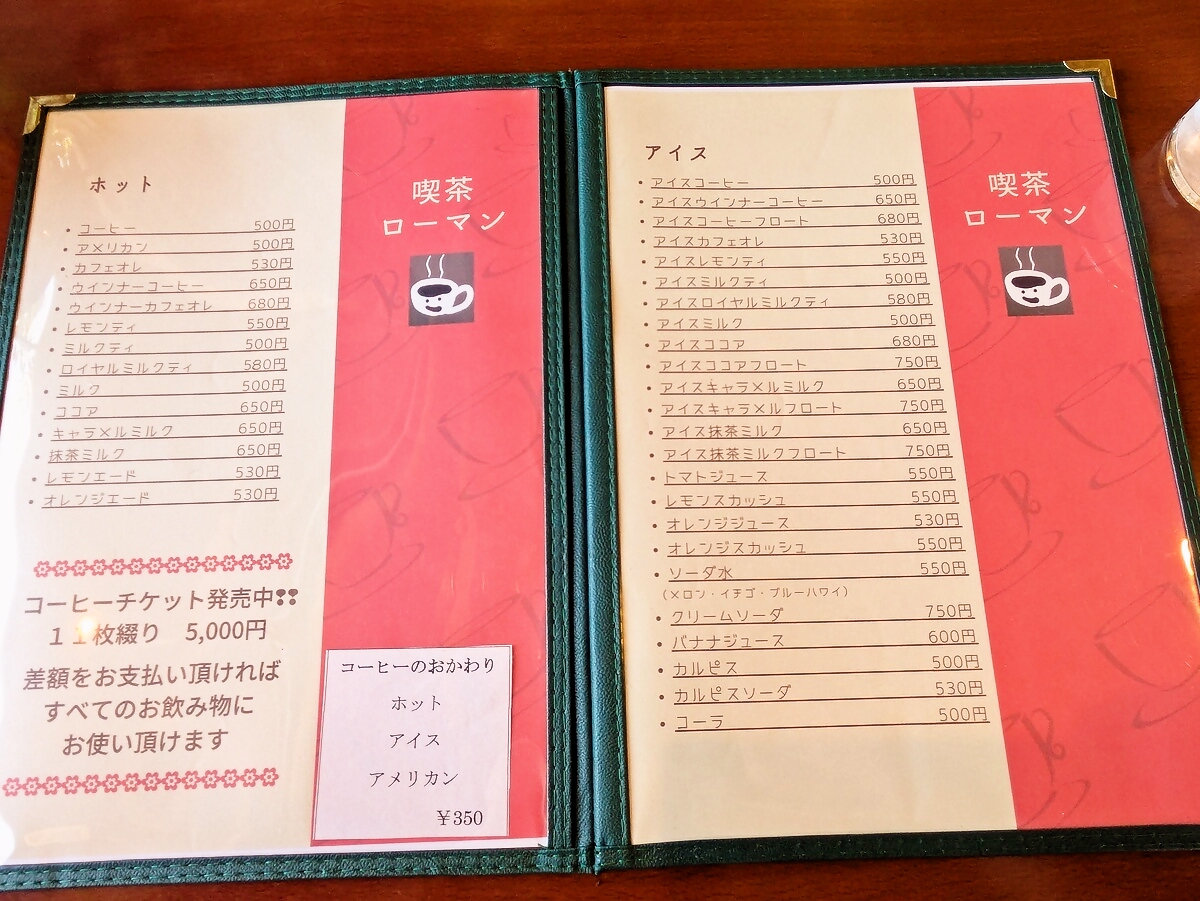 ホット
・コーヒー 500円
・アメリカン 500円
・カフェオレ 530円
・ウインナーコーヒー 650円
・ウインナーカフェオレ 680円
・レモンティ 550円
・ミルクティ 500円
・ロイヤルミルクティ 580円
・ミルク 500円
・ココア 650円
・キャラメルミルク 650円
・抹茶ミルク 650円
・レモンエード 530円
・オレンジエード 530円
コーヒーチケット発売中❢❢
11枚綴り 5,000円
差額をお支払い頂ければ
すべてのお飲み物に
お使い頂けます
喫茶
ローマン
コーヒーのおかわり
ホット
アイス
アメリカン
￥350
アイス
・アイスコーヒー 500円
・アイスウインナーコーヒー 650円
・アイスコーヒーフロート 680円
・アイスカフェオレ 530円
・アイスレモンティ 550円
・アイスミルクティ 500円
・アイスロイヤルミルクティ 580円
・アイスミルク 500円
・アイスココア 680円
・アイスココアフロート 750円
・アイスキャラメルミルク 650円
・アイスキャラメルフロート 750円
・アイス抹茶ミルク 650円
・アイス抹茶ミルクフロート 750円
・トマトジュース 550円
・レモンスカッシュ 550円
・オレンジジュース 530円
・オレンジスカッシュ 550円
・ソーダ水 550円
（メロン・イチゴ・ブルーハワイ）
・クリームソーダ 750円
・バナナジュース 600円
・カルピス 500円
・カルピスソーダ 530円
・コーラ 500円
喫茶
ローマン